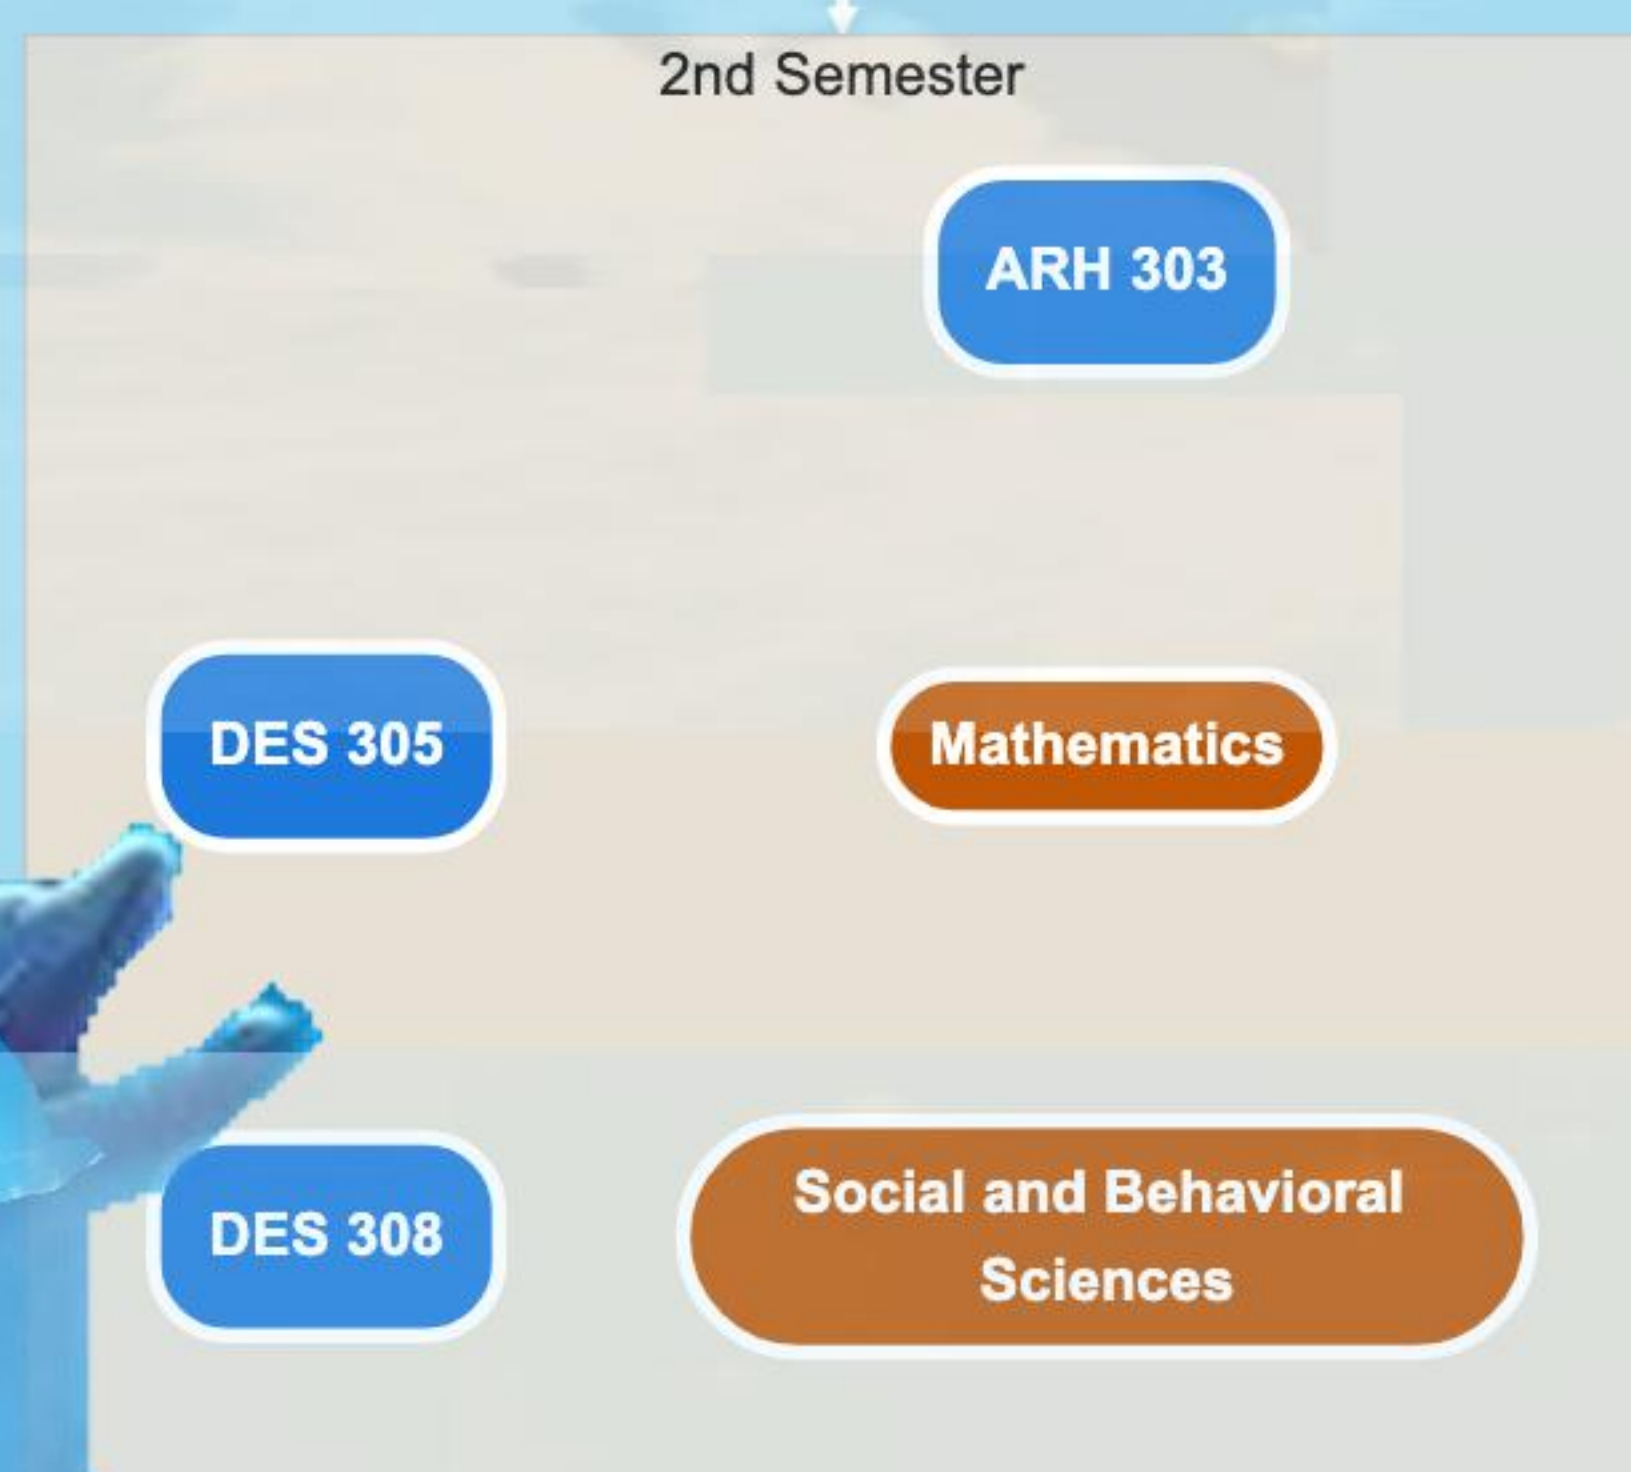 2nd Semester
ARH 303
DES 305
Mathematics
DES 308
Social and Behavioral
Sciences